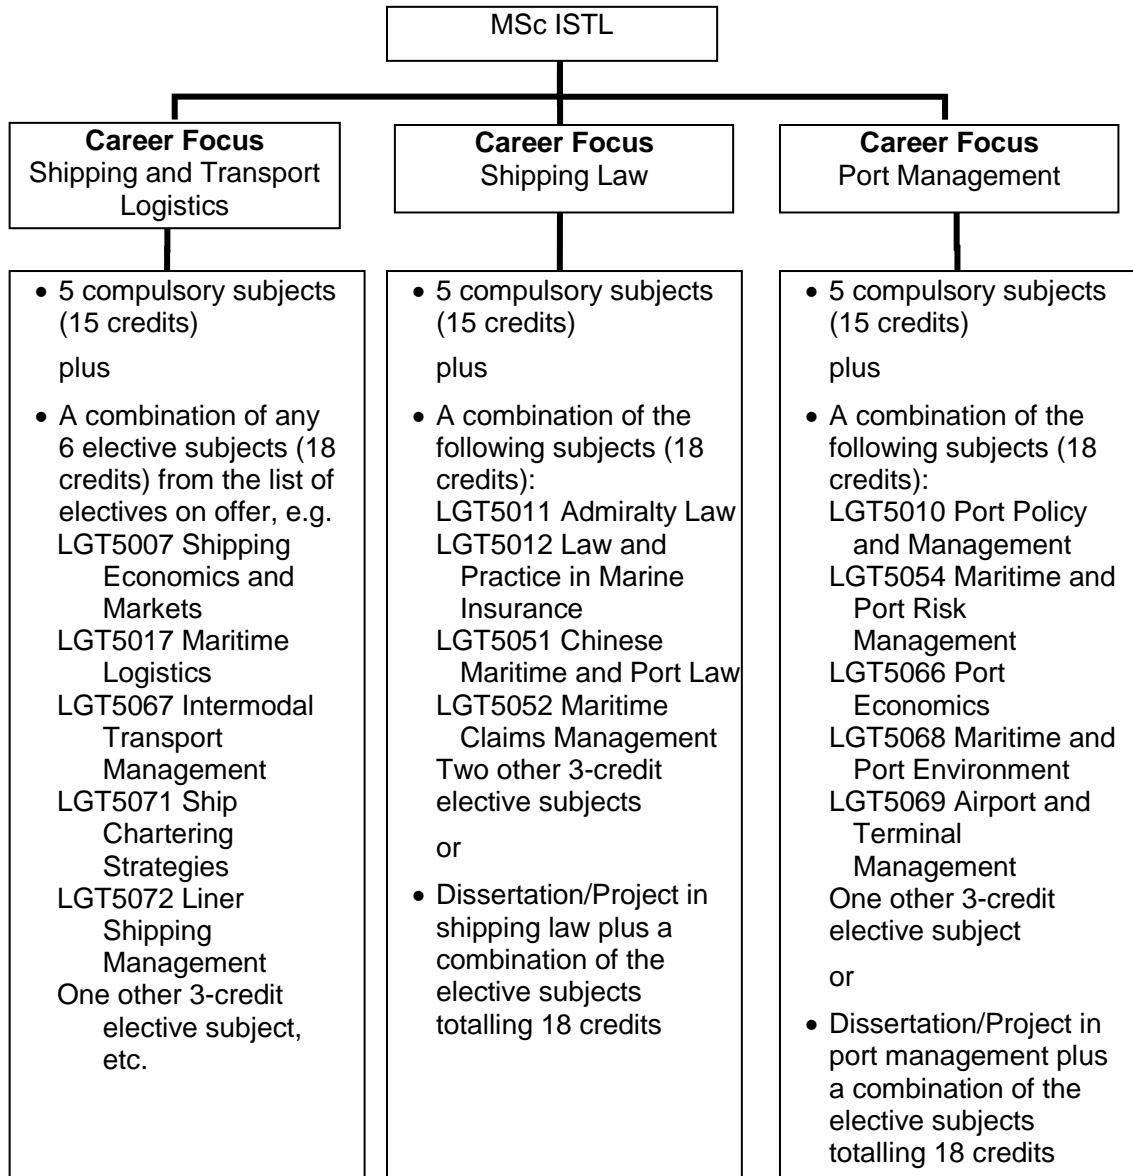 MSc ISTL
Career Focus
Shipping and Transport
Logistics
Career Focus
Shipping Law
Career Focus
Port Management
• 5 compulsory subjects
(15 credits)
plus
• A combination of any
6 elective subjects (18
credits) from the list of
electives on offer, e.g.
LGT5007 Shipping
Economics and
Markets
LGT5017 Maritime
Logistics
LGT5067 Intermodal
Transport
Management
LGT5071 Ship
Chartering
Strategies
LGT5072 Liner
Shipping
Management
One other 3-credit
elective subject,
etc.
• 5 compulsory subjects
(15 credits)
plus
• A combination of the
following subjects (18
credits):
LGT5011 Admiralty Law
LGT5012 Law and
Practice in Marine
Insurance
LGT5051 Chinese
Maritime and Port Law
LGT5052 Maritime
Claims Management
Two other 3-credit
elective subjects
or
• Dissertation/Project in
shipping law plus a
combination of the
elective subjects
totalling 18 credits
• 5 compulsory subjects
(15 credits)
plus
• A combination of the
following subjects (18
credits):
LGT5010 Port Policy
and Management
LGT5054 Maritime and
Port Risk
Management
LGT5066 Port
Economics
LGT5068 Maritime and
Port Environment
LGT5069 Airport and
Terminal
Management
One other 3-credit
elective subject
or
• Dissertation/Project in
port management plus
a combination of the
elective subjects
totalling 18 credits